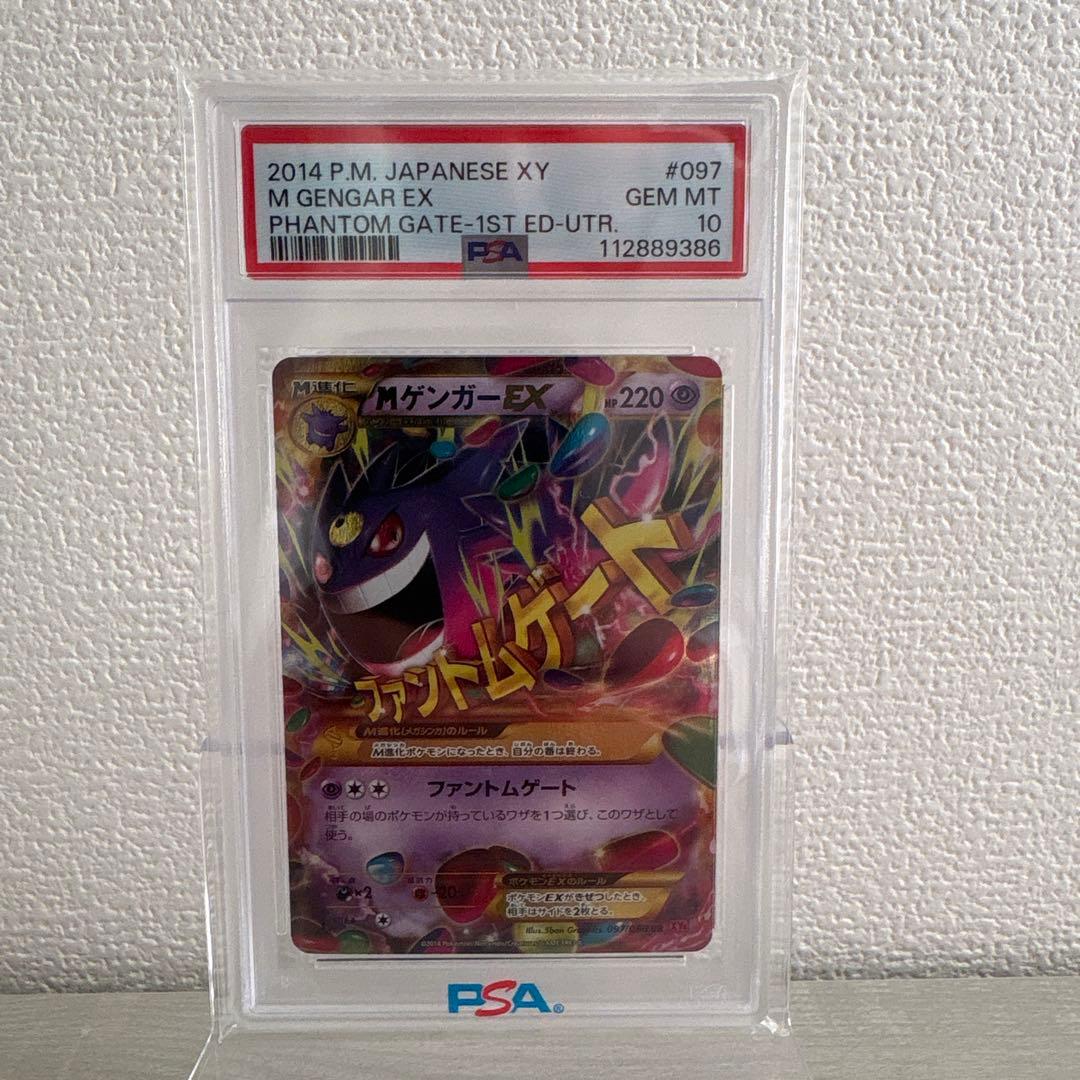 2014 P.M. JAPANESE XY #097
M GENGAR EX GEM MT
PHANTOM GATE-1ST ED-UTR. 10
PSA 112889386
M進化
MゲンガーEX HP220
ファントムゲート
M進化(メガシンカ)のルール
M進化ポケモンになったとき、自分の番は終わる。
ファントムゲート
相手の場のポケモンが持っているワザを1つ選び、このワザとして
使う。
×2 -20
ポケモンEXのルール
ポケモンEXがきぜつしたとき、
相手はサイドを2枚とる。
Illus. 5ban Graphics
PSA®